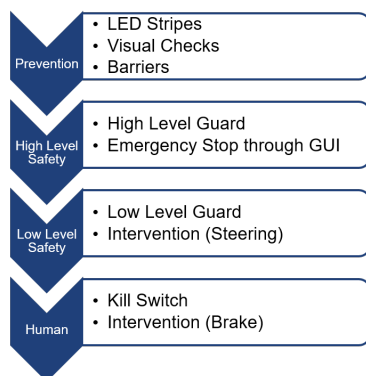 Prevention
• LED Stripes
• Visual Checks
• Barriers
High Level
Safety
• High Level Guard
• Emergency Stop through GUI
Low Level
Safety
• Low Level Guard
• Intervention (Steering)
Human
• Kill Switch
• Intervention (Brake)